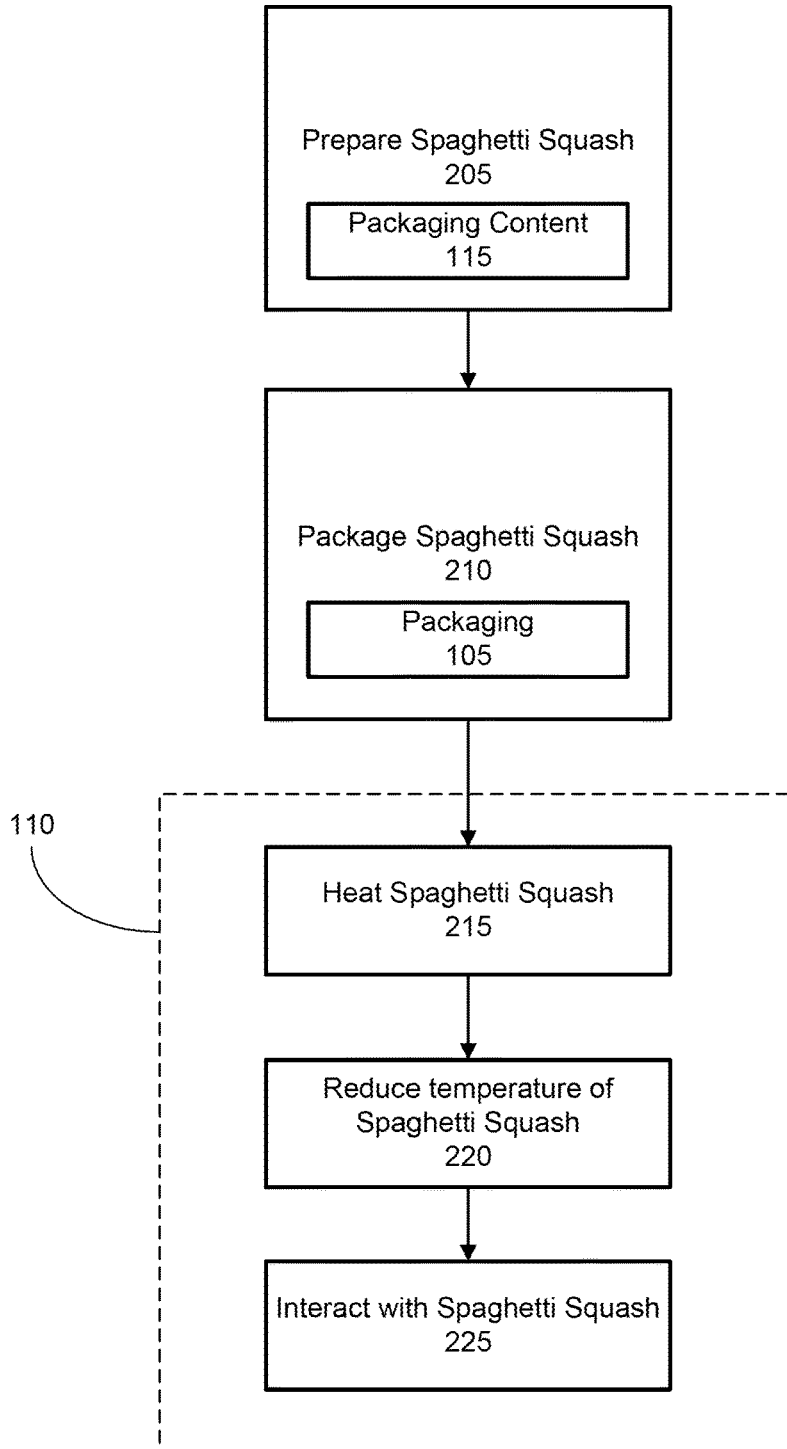 Prepare Spaghetti Squash
205
Packaging Content
115
Package Spaghetti Squash
210
Packaging
105
110
Heat Spaghetti Squash
215
Reduce temperature of
Spaghetti Squash
220
Interact with Spaghetti Squash
225